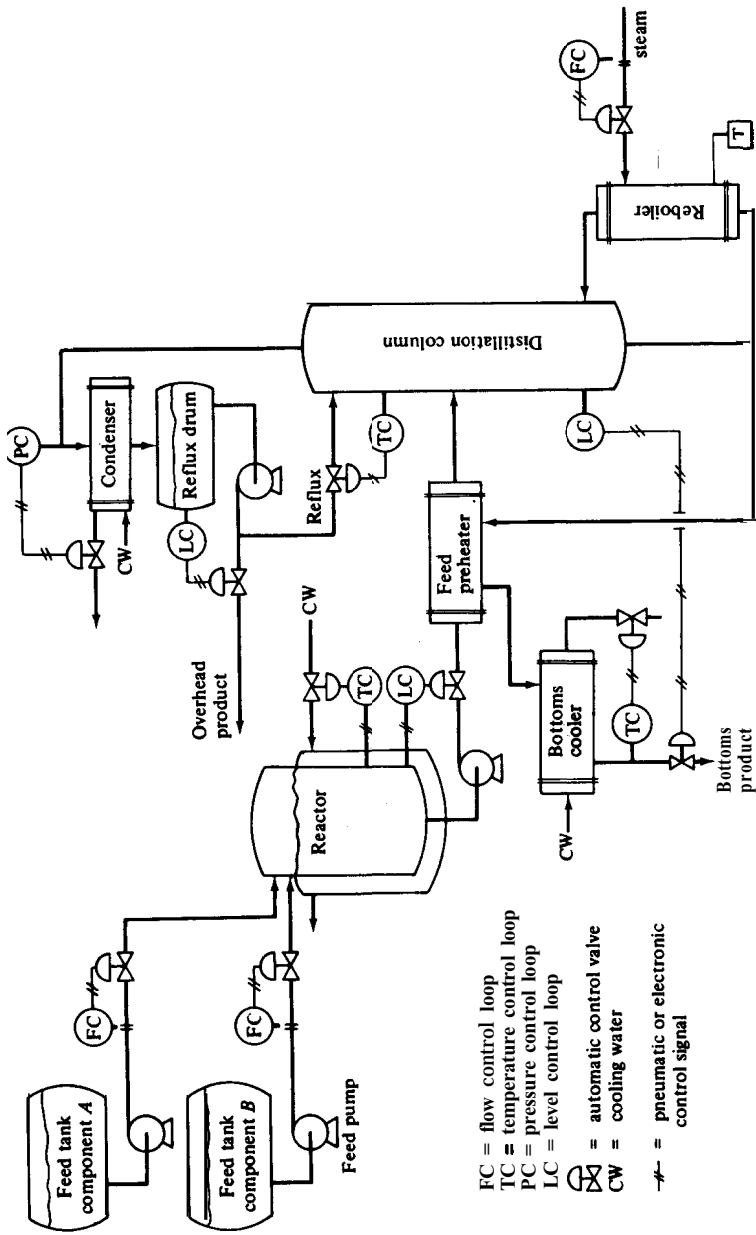 Feed tank
component A
Feed tank
component B
Feed pump
FC
FC
Reactor
CW
TC
LC
PC
Condenser
CW
Reflux drum
LC
Overhead
product
Reflux
TC
Distillation column
LC
Feed
preheater
Bottoms
cooler
CW
TC
Bottoms
product
FC
steam
Reboiler
T
FC = flow control loop
TC = temperature control loop
PC = pressure control loop
LC = level control loop
= automatic control valve
CW = cooling water
= pneumatic or electronic
control signal